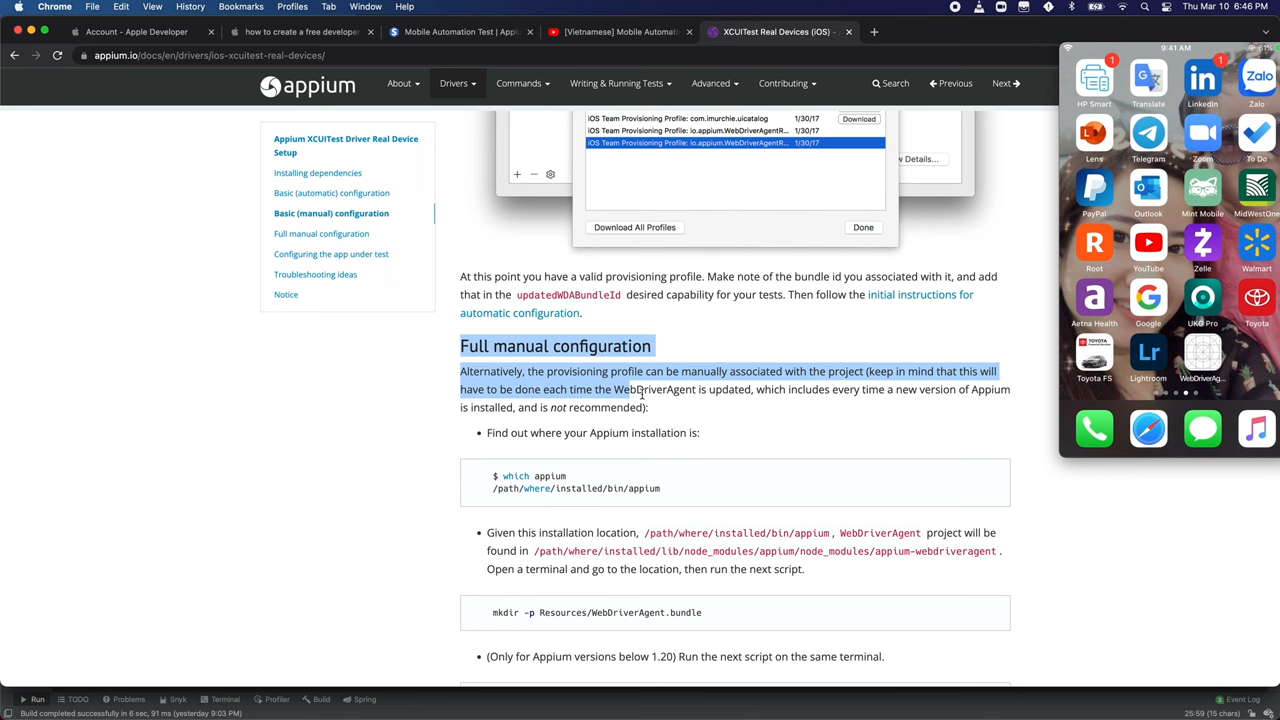 Chrome File Edit View History Bookmarks Profiles Tab Window Help
Thu Oct 6 6:46 PM
Account - Apple Developer
how to create a free developer
Mobile Automation Test | Appiu
[Vietnamese] Mobile Automatio
XCUITest Real Devices (iOS) -
appium.io/docs/en/drivers/ios-xcuitest-real-devices/
appium
Drivers
Commands
Writing & Running Tests
Advanced
Contributing
Search
Previous
Next
Appium XCUITest Driver Real Device
Setup
Installing dependencies
Basic (automatic) configuration
Basic (manual) configuration
Full manual configuration
Configuring the app under test
Troubleshooting ideas
Notice
iOS Team Provisioning Profile: com.imurchie.uicatalog 1/30/17 Download
iOS Team Provisioning Profile: io.appium.WebDriverAgentR... 1/30/17
iOS Team Provisioning Profile: io.appium.WebDriverAgentR... 1/30/17
w Details...
Download All Profiles
Done
At this point you have a valid provisioning profile. Make note of the bundle id you associated with it, and add
that in the updatedWDABundleId desired capability for your tests. Then follow the initial instructions for
automatic configuration.
Full manual configuration
Alternatively, the provisioning profile can be manually associated with the project (keep in mind that this will
have to be done each time the WebDriverAgent is updated, which includes every time a new version of Appium
is installed, and is not recommended):
• Find out where your Appium installation is:
$ which appium
/path/where/installed/bin/appium
• Given this installation location, /path/where/installed/bin/appium, WebDriverAgent project will be
found in /path/where/installed/lib/node_modules/appium/node_modules/appium-webdriveragent.
Open a terminal and go to the location, then run the next script.
mkdir -p Resources/WebDriverAgent.bundle
• (Only for Appium versions below 1.20) Run the next script on the same terminal.
9:41 AM 61%
1 1
HP Smart Translate LinkedIn Zalo
Lens Telegram Zoom To Do
PayPal Outlook Mint Mobile MidWestOne
Root YouTube Zelle Walmart
Aetna Health Google UKG Pro Toyota
Toyota FS Lightroom WebDriverAg...
Run TODO Problems Snyk Terminal Profiler Build Spring
3 Event Log
Build completed successfully in 6 sec, 91 ms (yesterday 9:03 PM)
25:59 (15 chars)